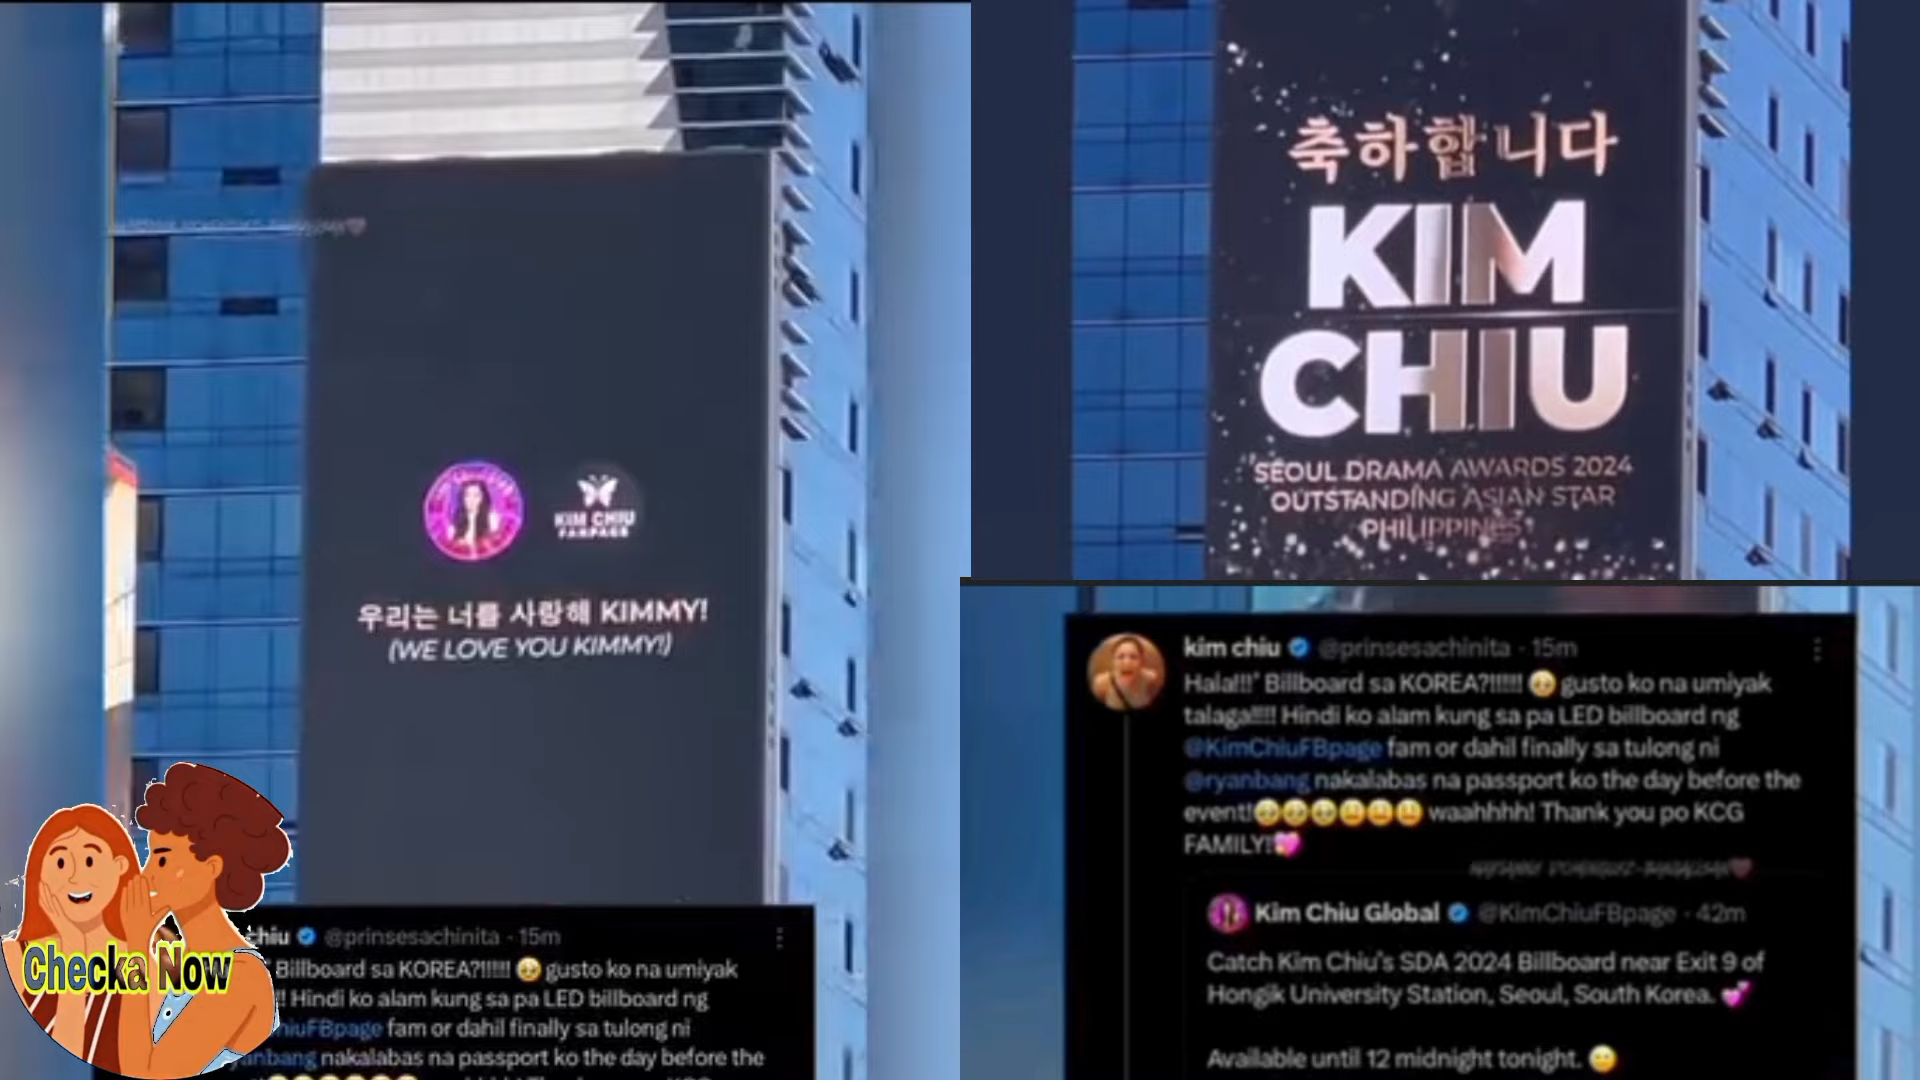 KIM CHIU
FANPAGE
우리는 너를 사랑해 KIMMY!
(WE LOVE YOU KIMMY!)
chiu @prinsesachinita · 15m
Billboard sa KOREA?!!!!!! 🥹 gusto ko na umiyak
!! Hindi ko alam kung sa pa LED billboard ng
hiuFBpage fam or dahil finally sa tulong ni
anbang nakalabas na passport ko the day before the
Checka Now
축하합니다
KIM
CHIU
SEOUL DRAMA AWARDS 2024
OUTSTANDING ASIAN STAR
PHILIPPINES
kim chiu @prinsesachinita · 15m
Hala!!!' Billboard sa KOREA?!!!!!! 🥹 gusto ko na umiyak
talaga!!!!! Hindi ko alam kung sa pa LED billboard ng
@KimChiuFBpage fam or dahil finally sa tulong ni
@ryanbang nakalabas na passport ko the day before the
event!🥹🥹🥹😫😫😫 waahhhh! Thank you po KCG
FAMILY!💖
Kim Chiu Global @KimChiuFBpage · 42m
Catch Kim Chiu's SDA 2024 Billboard near Exit 9 of
Hongik University Station, Seoul, South Korea. 💕
Available until 12 midnight tonight.